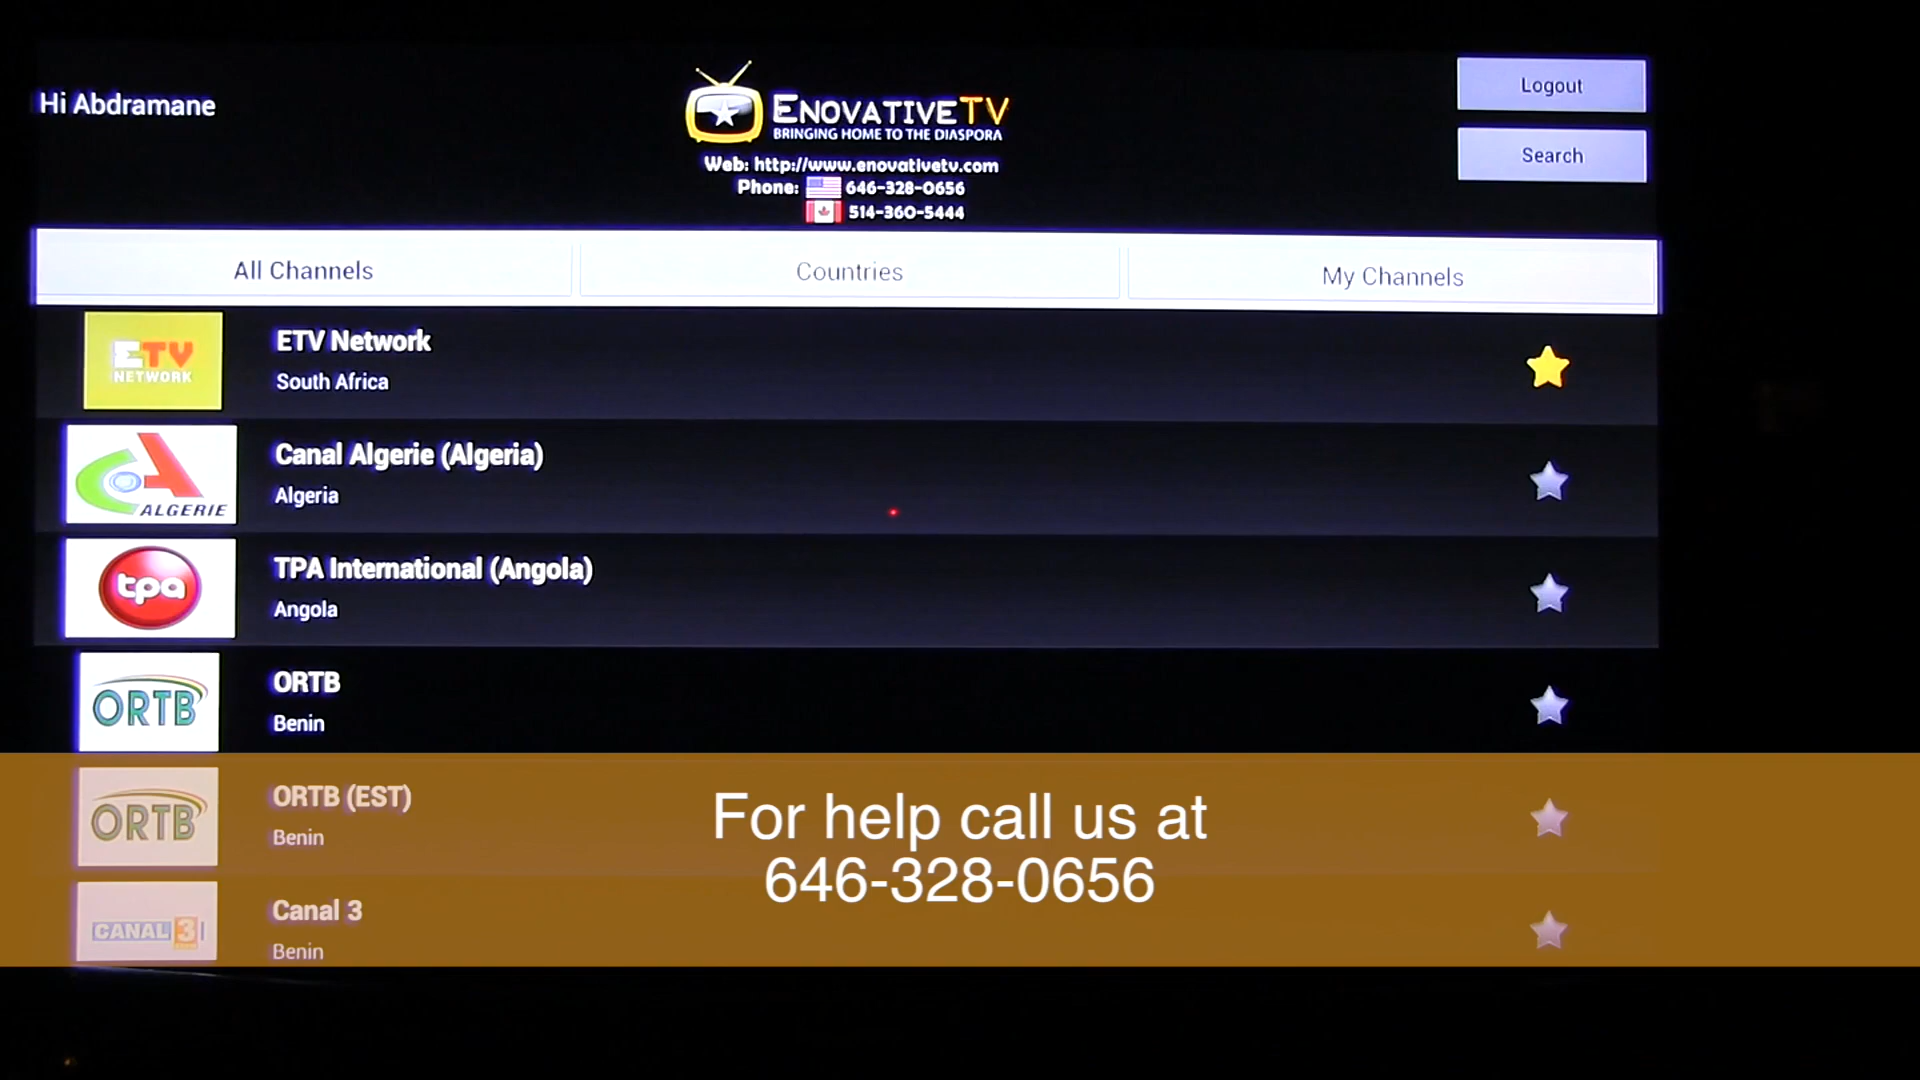 Hi Abdramane
ENOVATIVETV
BRINGING HOME TO THE DIASPORA
Web: http://www.enovativetv.com
Phone: 646-328-0656
514-360-5444
Logout
Search
All Channels
Countries
My Channels
ETV
NETWORK
ETV Network
South Africa
ALGERIE
Canal Algerie (Algeria)
Algeria
tpa
TPA International (Angola)
Angola
ORTB
ORTB
Benin
ORTB
ORTB (EST)
Benin
CANAL 3
Canal 3
Benin
For help call us at
646-328-0656